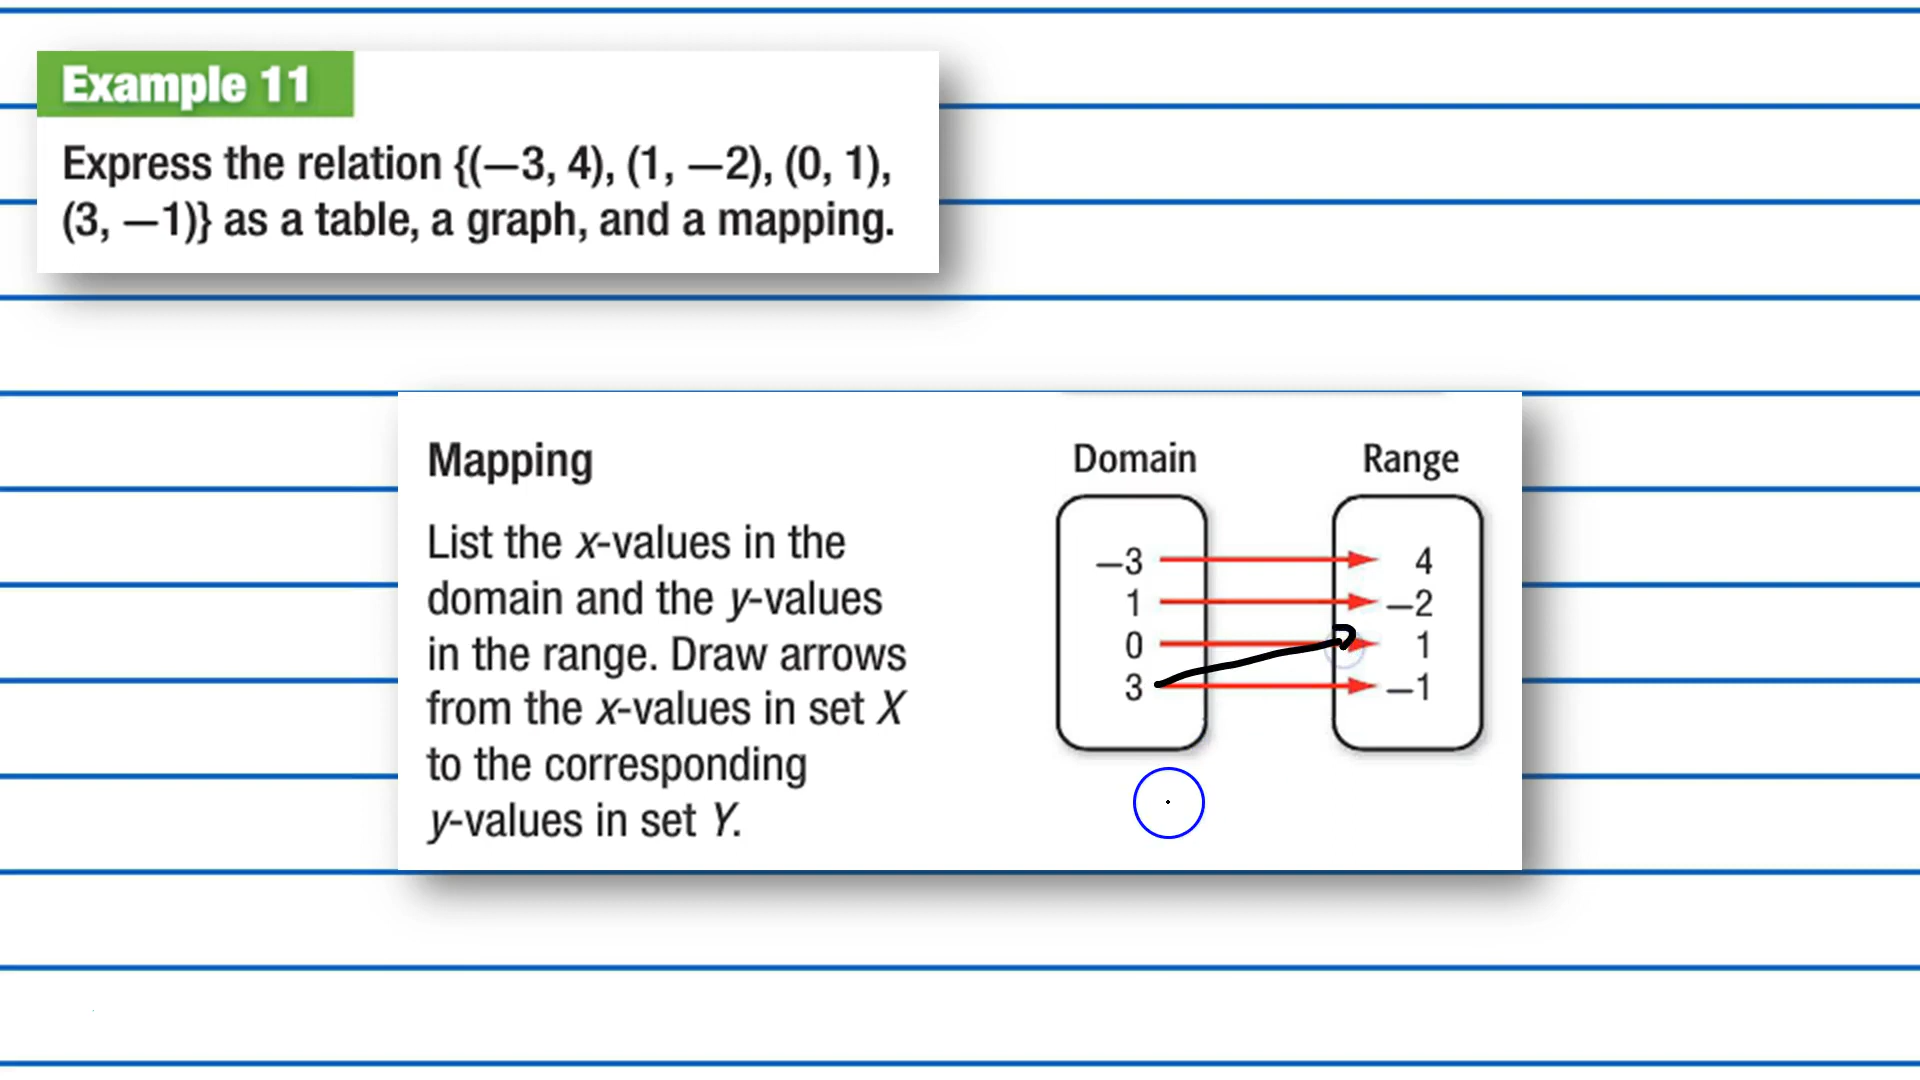 Example 11
Express the relation {(–3, 4), (1, –2), (0, 1),
(3, –1)} as a table, a graph, and a mapping.
Mapping
List the x-values in the
domain and the y-values
in the range. Draw arrows
from the x-values in set X
to the corresponding
y-values in set Y.
Domain Range
–3 4
1 –2
0 1
3 –1